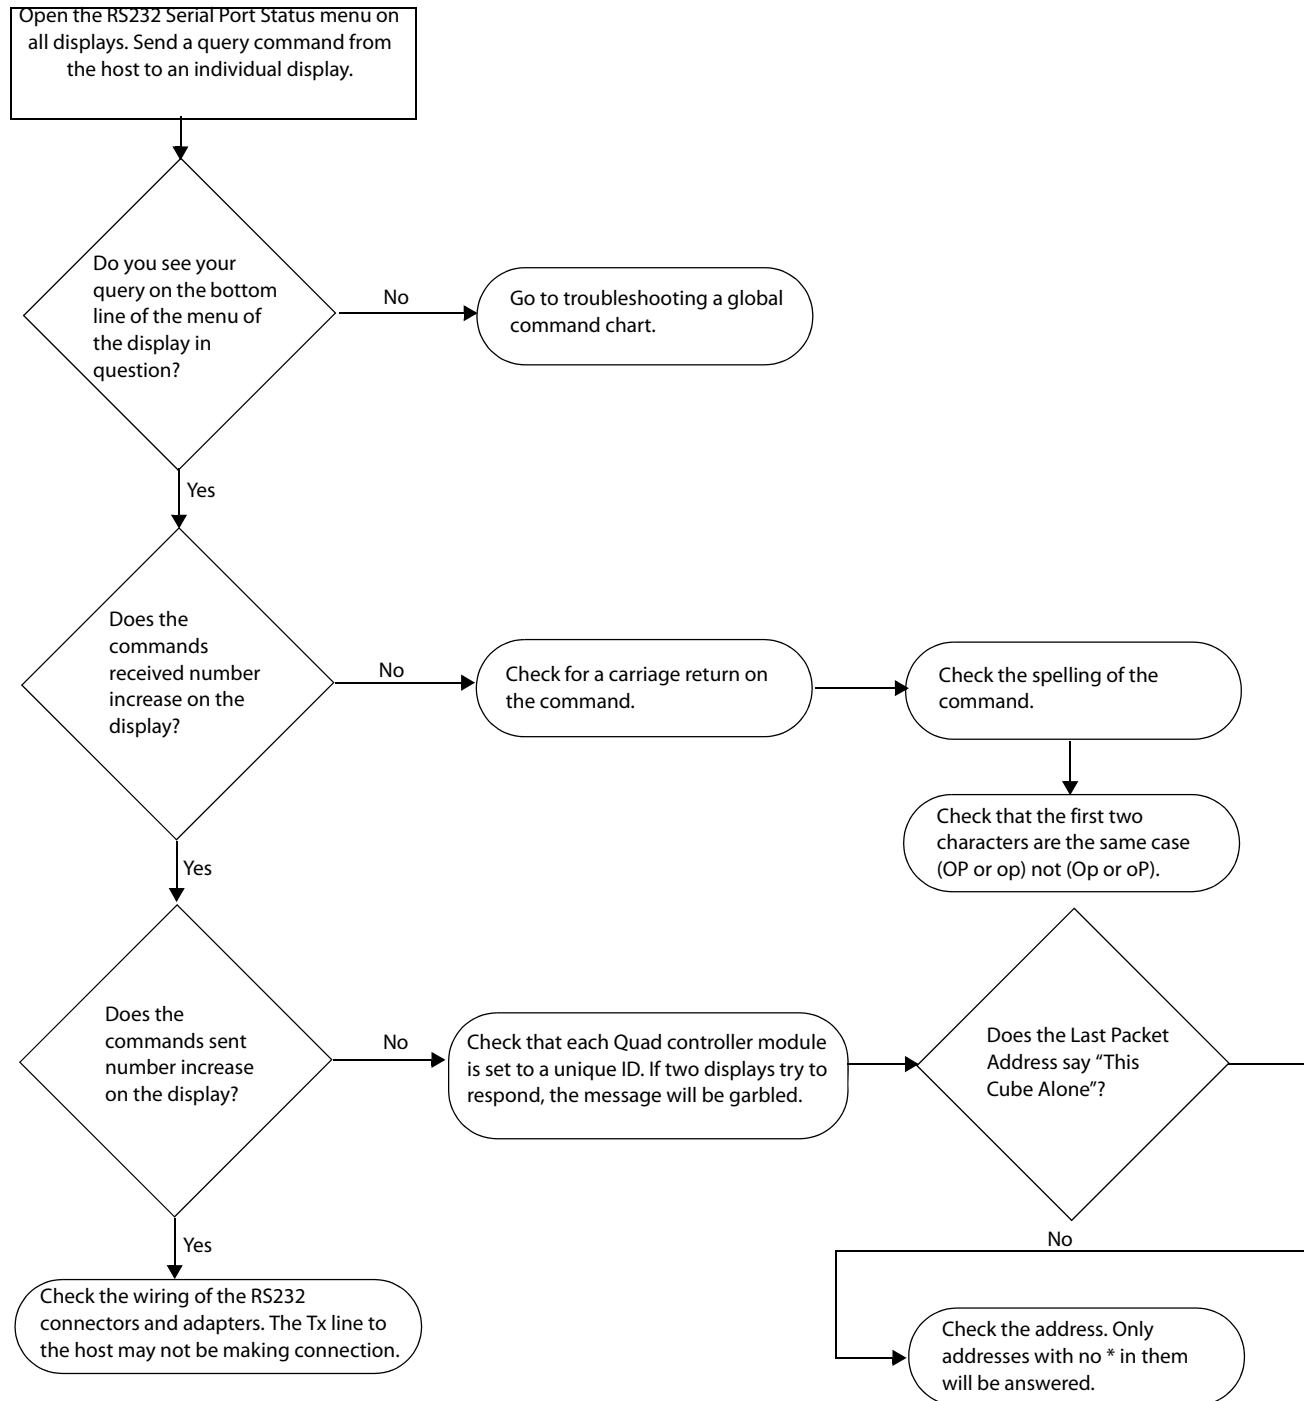 Open the RS232 Serial Port Status menu on
all displays. Send a query command from
the host to an individual display.
Do you see your
query on the bottom
line of the menu of
the display in
question?
No
Go to troubleshooting a global
command chart.
Yes
Does the
commands
received number
increase on the
display?
No
Check for a carriage return on
the command.
Check the spelling of the
command.
Check that the first two
characters are the same case
(OP or op) not (Op or oP).
Yes
Does the
commands sent
number increase
on the display?
No
Check that each Quad controller module
is set to a unique ID. If two displays try to
respond, the message will be garbled.
Does the Last Packet
Address say “This
Cube Alone”?
No
Yes
Check the wiring of the RS232
connectors and adapters. The Tx line to
the host may not be making connection.
Check the address. Only
addresses with no * in them
will be answered.